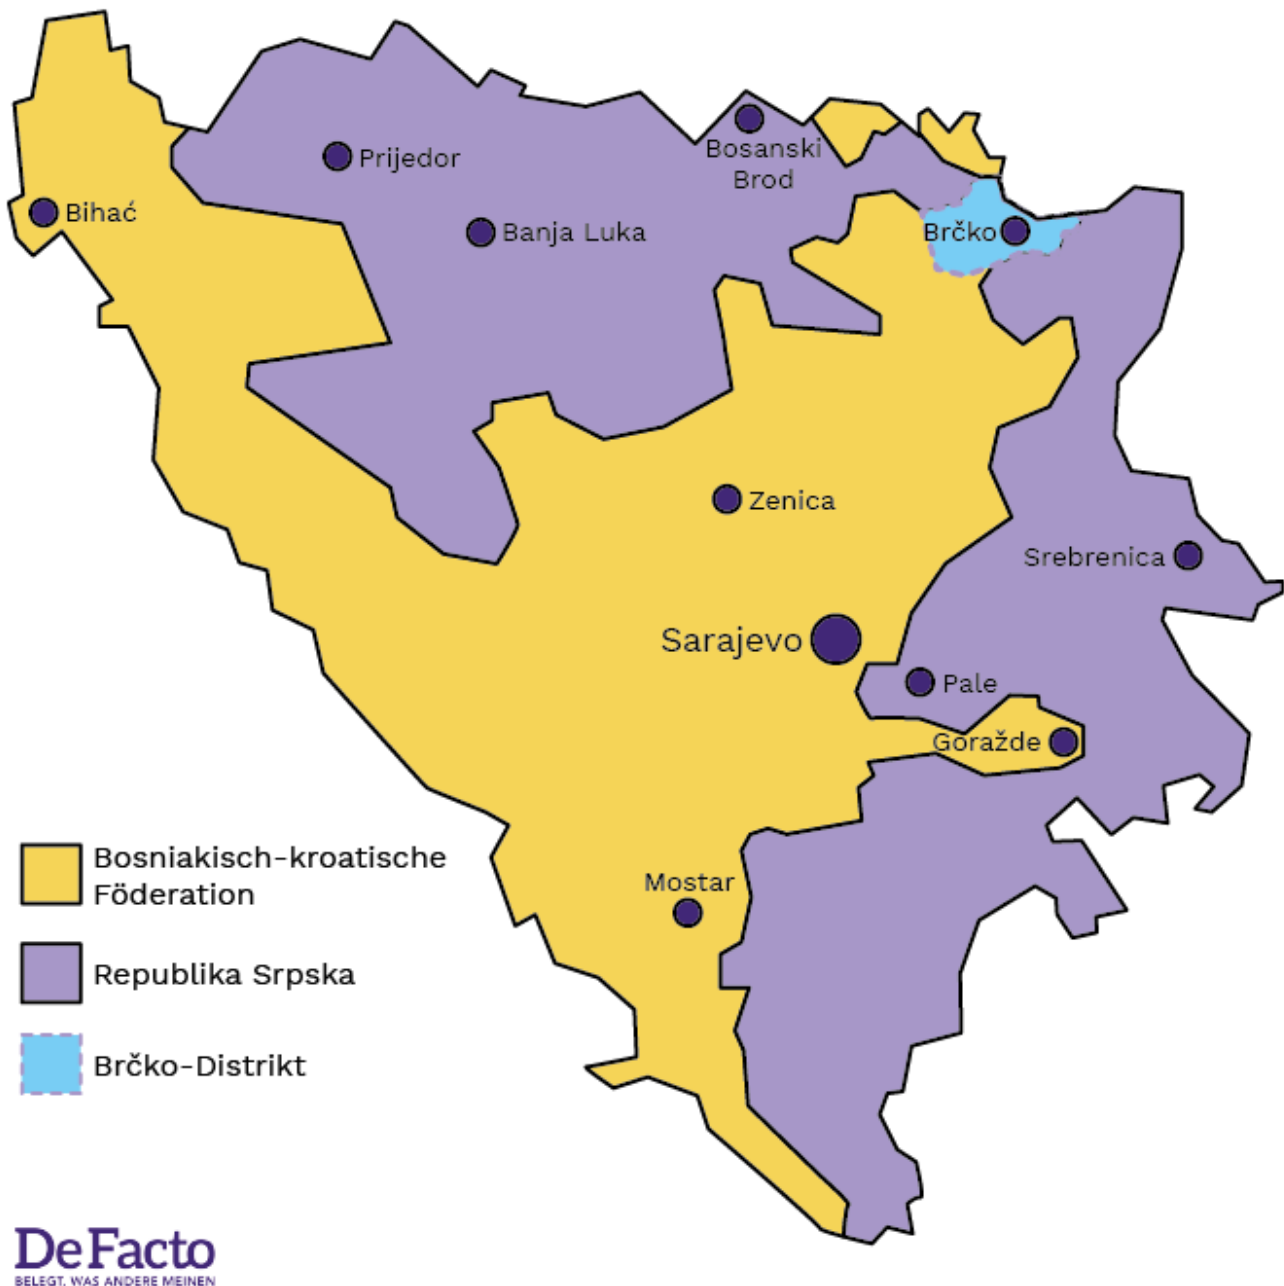 Prijedor
Bosanski
Brod
Bihać
Banja Luka
Brčko
Zenica
Srebrenica
Sarajevo
Pale
Goražde
Mostar
Bosniakisch-kroatische
Föderation
Republika Srpska
Brčko-Distrikt
DeFacto
BELEGT. WAS ANDERE MEINEN